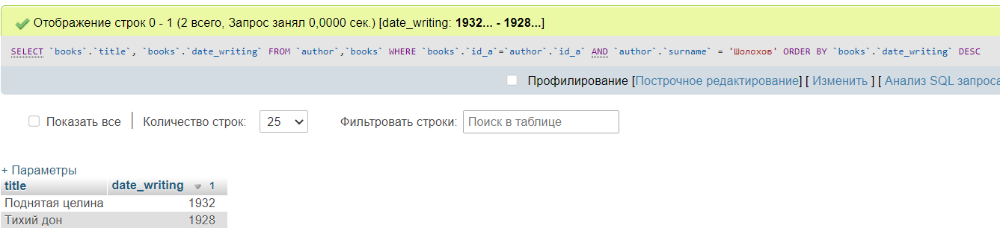 Отображение строк 0 - 1 (2 всего, Запрос занял 0,0000 сек.) [date_writing: 1932... - 1928...]
SELECT `books`.`title`, `books`.`date_writing` FROM `author`,`books` WHERE `books`.`id_a`=`author`.`id_a` AND `author`.`surname` = 'Шолохов' ORDER BY `books`.`date_writing` DESC
Профилирование [Построчное редактирование] [ Изменить ] [ Анализ SQL запроса
Показать все Количество строк: 25 Фильтровать строки: Поиск в таблице
+ Параметры
title date_writing 1
Поднятая целина 1932
Тихий дон 1928